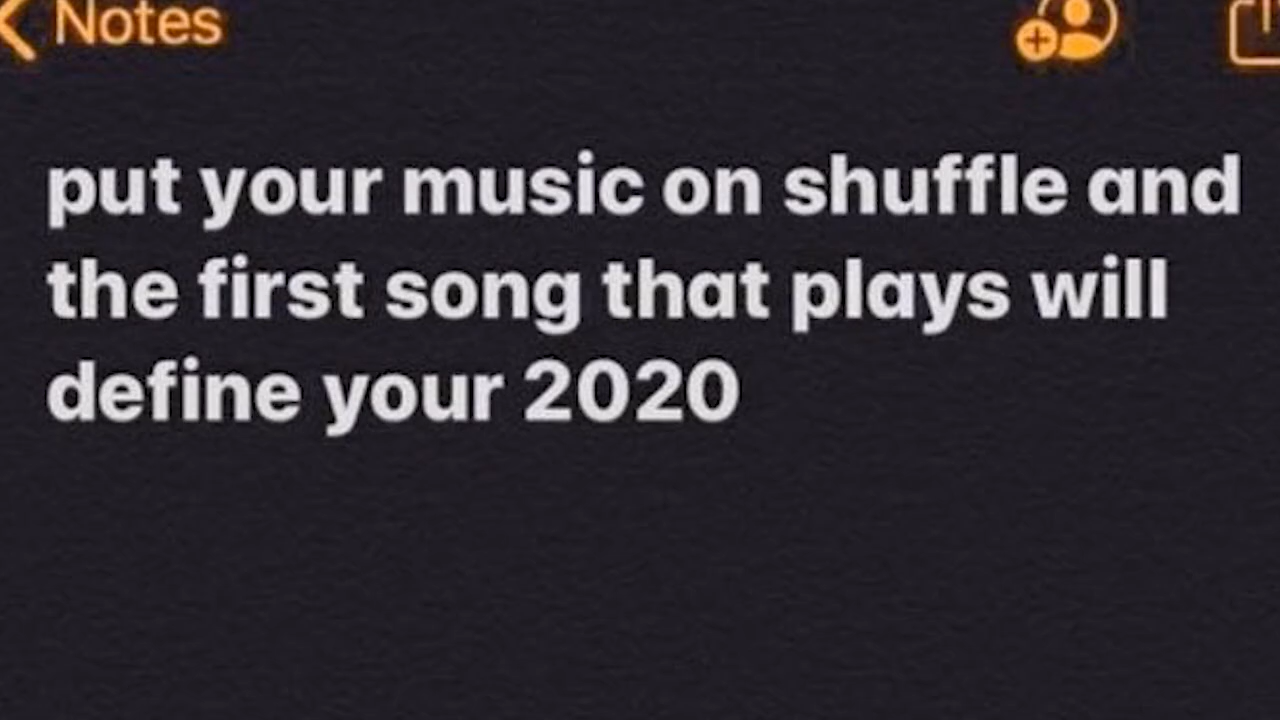 Notes
put your music on shuffle and
the first song that plays will
define your 2020